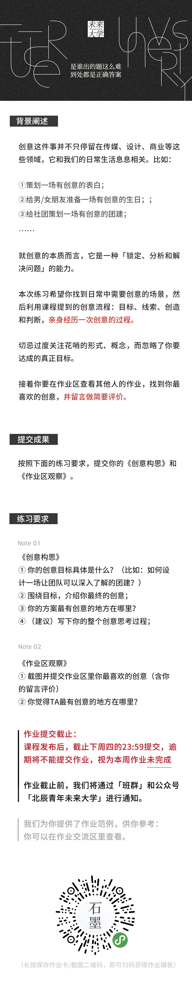 FUTURE
UNIVERSITY
未来
FutureU
大学
是谁出的题这么难
到处都是正确答案
背景阐述
创意这件事并不只停留在传媒、设计、商业等这
些领域，它和我们的日常生活息息相关。比如：
①策划一场有创意的表白；
②给男/女朋友准备一场有创意的生日；；
③给社团策划一场有创意的团建；
……
就创意的本质而言，它是一种「锁定、分析和解
决问题」的能力。
本次练习希望你找到日常中需要创意的场景，然
后利用课程提到的创意流程：目标、线索、创造
和判断，亲身经历一次创意的过程。
切忌过度关注花哨的形式、概念，而忽略了你要
达成的真正目标。
接着你要在作业区查看其他人的作业，找到你最
喜欢的创意，并留言做简要评价。
提交成果
按照下面的练习要求，提交你的《创意构思》和
《作业区观察》。
练习要求
Note 01
《创意构思》
① 你的创意目标具体是什么？（比如：如何设
计一场让团队可以深入了解的团建？）
② 围绕目标，介绍你最终的创意；
③ 你的方案最有创意的地方在哪里？
④ （建议）写下你的整个创意思考过程；
Note 02
《作业区观察》
① 截图并提交作业区里你最喜欢的创意（含你
的留言评价）
② 你觉得TA最有创意的地方在哪里？
作业提交截止：
课程发布后，截止下周四的23:59提交，逾
期将不能提交作业，视为本周作业未完成
作业截止前，我们将通过「班群」和公众号
「北辰青年未来大学」进行通知。
我们为你提供了作业范例，供你参考：
你可以在作业交流区里查看。
石
墨
（长按保存作业卡/截图二维码，即可扫码获得作业模板）